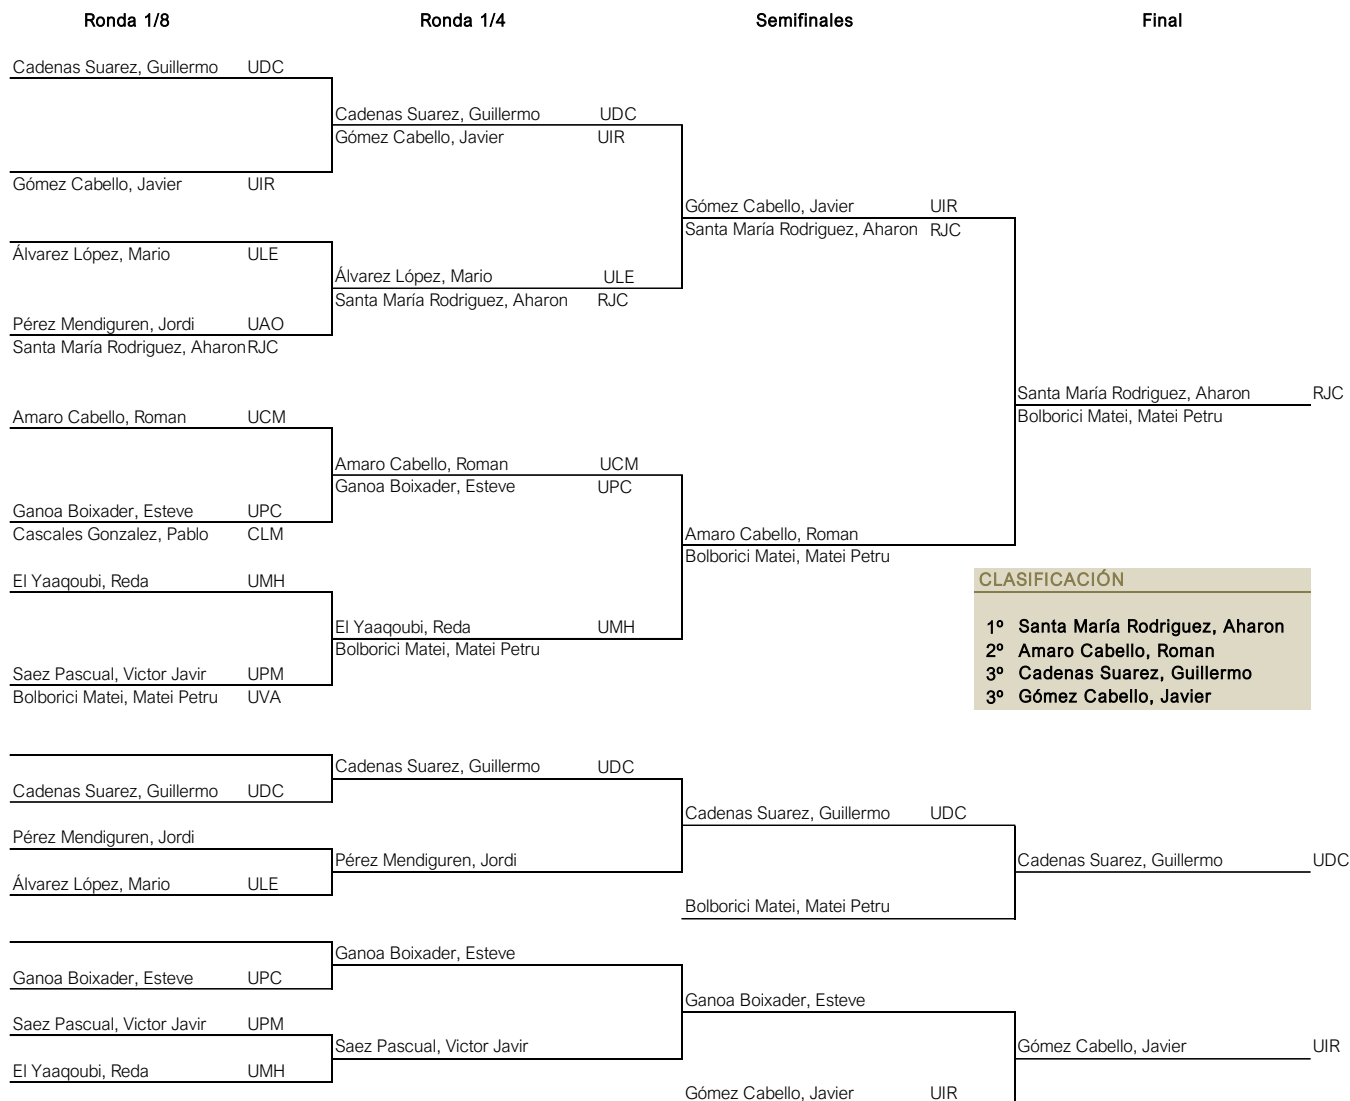 Ronda 1/8 Ronda 1/4 Semifinales Final
Cadenas Suarez, Guillermo UDC
Cadenas Suarez, Guillermo UDC
Gómez Cabello, Javier UIR
Gómez Cabello, Javier UIR
Gómez Cabello, Javier UIR
Santa María Rodriguez, Aharon RJC
Álvarez López, Mario ULE
Álvarez López, Mario ULE
Santa María Rodriguez, Aharon RJC
Pérez Mendiguren, Jordi UAO
Santa María Rodriguez, Aharon RJC
Santa María Rodriguez, Aharon RJC
Bolborici Matei, Matei Petru
Amaro Cabello, Roman UCM
Amaro Cabello, Roman UCM
Ganoa Boixader, Esteve UPC
Ganoa Boixader, Esteve UPC
Cascales Gonzalez, Pablo CLM
Amaro Cabello, Roman
Bolborici Matei, Matei Petru
El Yaaqoubi, Reda UMH
El Yaaqoubi, Reda UMH
Bolborici Matei, Matei Petru
Saez Pascual, Victor Javir UPM
Bolborici Matei, Matei Petru UVA
CLASIFICACIÓN
1º Santa María Rodriguez, Aharon
2º Amaro Cabello, Roman
3º Cadenas Suarez, Guillermo
3º Gómez Cabello, Javier
Cadenas Suarez, Guillermo UDC
Cadenas Suarez, Guillermo UDC
Cadenas Suarez, Guillermo UDC
Pérez Mendiguren, Jordi
Pérez Mendiguren, Jordi
Cadenas Suarez, Guillermo UDC
Álvarez López, Mario ULE
Bolborici Matei, Matei Petru
Ganoa Boixader, Esteve
Ganoa Boixader, Esteve UPC
Ganoa Boixader, Esteve
Saez Pascual, Victor Javir UPM
Saez Pascual, Victor Javir
Gómez Cabello, Javier UIR
El Yaaqoubi, Reda UMH
Gómez Cabello, Javier UIR